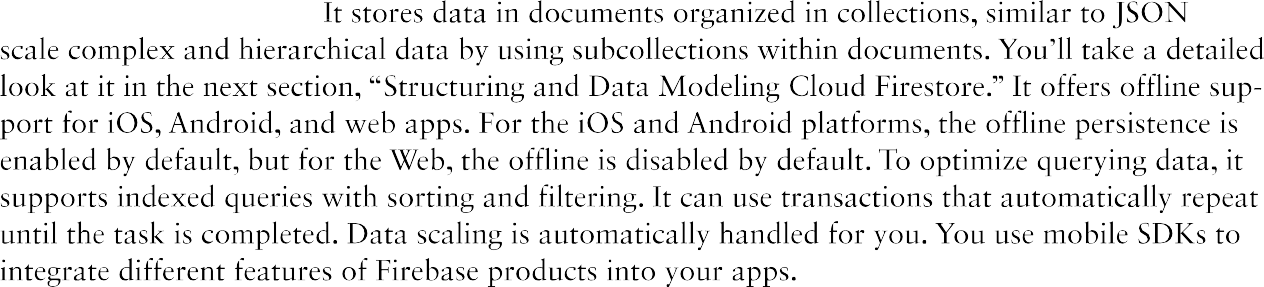 It stores data in documents organized in collections, similar to JSON
scale complex and hierarchical data by using subcollections within documents. You’ll take a detailed
look at it in the next section, “Structuring and Data Modeling Cloud Firestore.” It offers offline sup-
port for iOS, Android, and web apps. For the iOS and Android platforms, the offline persistence is
enabled by default, but for the Web, the offline is disabled by default. To optimize querying data, it
supports indexed queries with sorting and filtering. It can use transactions that automatically repeat
until the task is completed. Data scaling is automatically handled for you. You use mobile SDKs to
integrate different features of Firebase products into your apps.